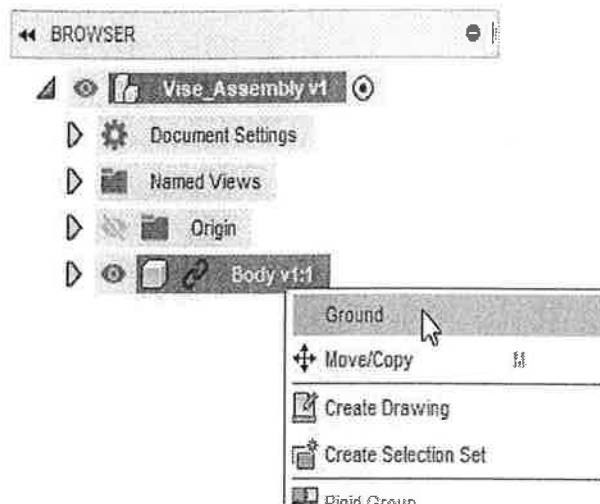 BROWSER
Vise_Assembly v1
Document Settings
Named Views
Origin
Body v1:1
Ground
Move/Copy
Create Drawing
Create Selection Set
Rigid Group